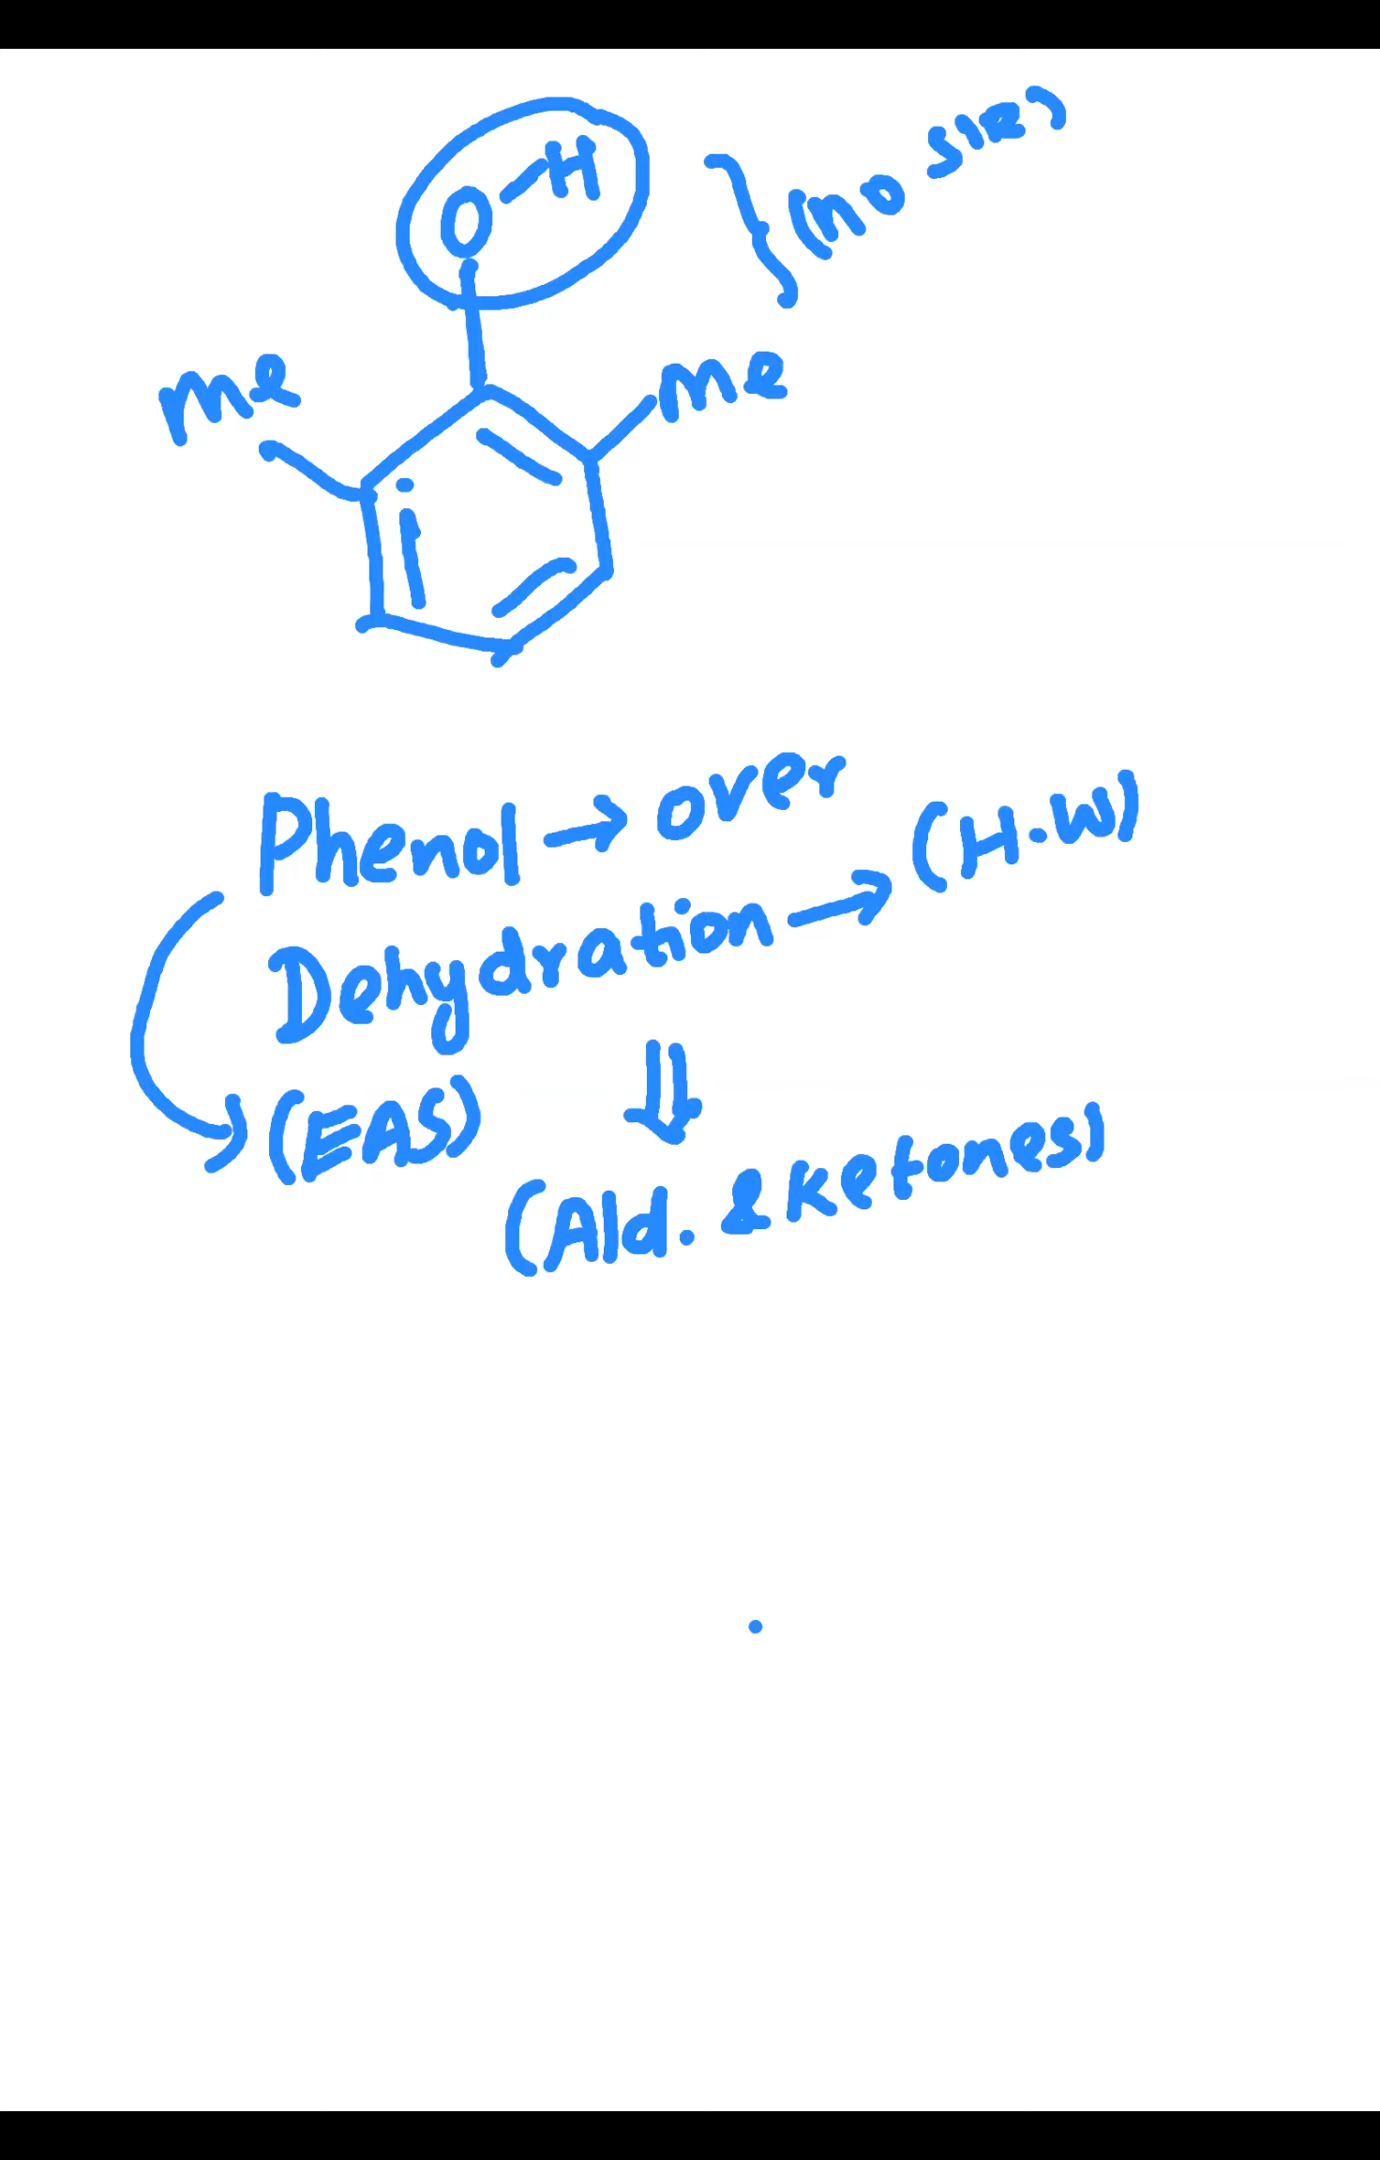 O-H
(no SIR)
Me
Me
Phenol → over
Dehydration → (H.W)
(EAS)
(Ald. & Ketones)